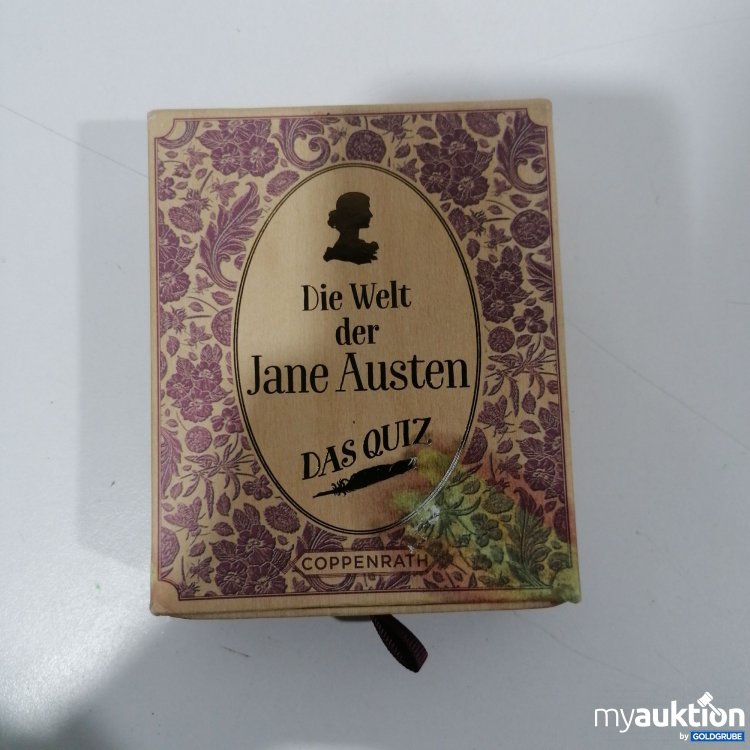 Die Welt
der
Jane Austen
DAS QUIZ
COPPENRATH
myauktion
by GOLDGRUBE